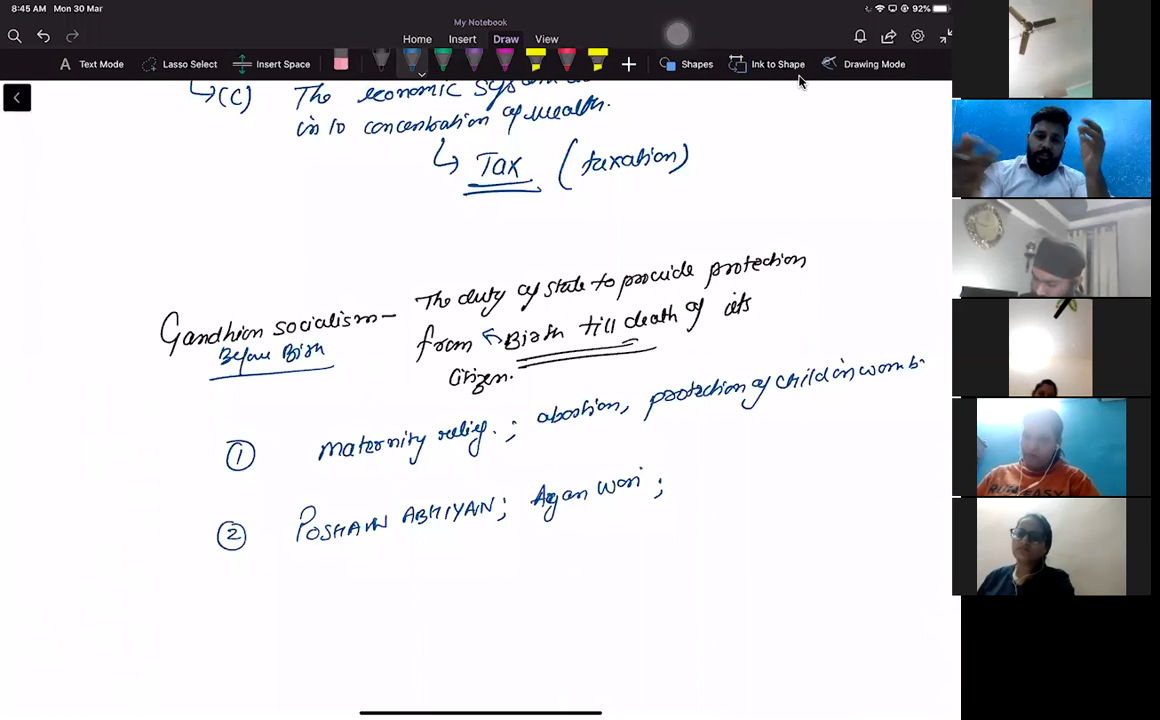 8:45 AM Mon 30 Mar
92%
My Notebook
Home Insert Draw View
Text Mode Lasso Select Insert Space Shapes Ink to Shape Drawing Mode
(C) The economic system
in to concentration of wealth.
Tax (taxation)
Gandhian socialism - The duty of state to provide protection
Before Birth
from Birth till death of its
citizen.
① Maternity relief. ; abortion, protection of child in womb
② POSHAN ABHIYAN; Agan Wari ;